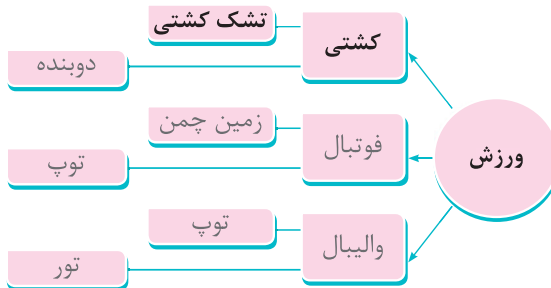 ورزش
کشتی
تشک کشتی
دوبنده
فوتبال
زمین چمن
توپ
والیبال
توپ
تور